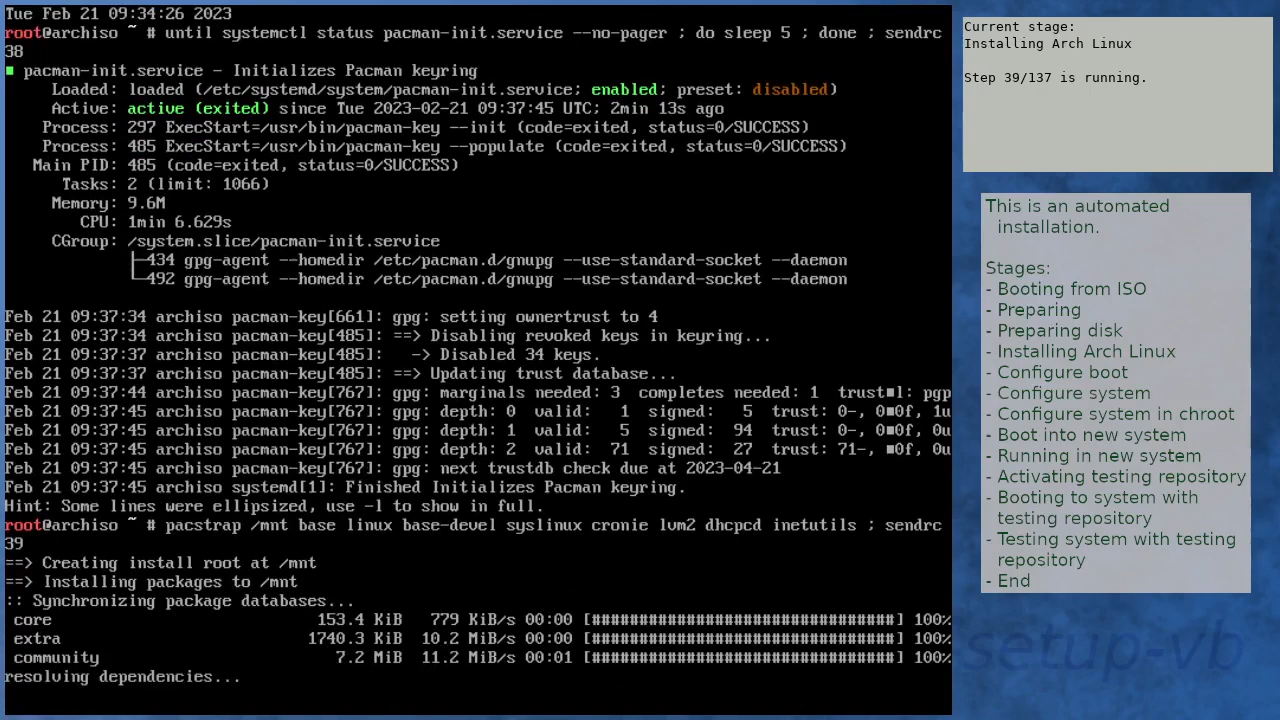 Tue Feb 21 09:34:26 2023
root@archiso ~ # until systemctl status pacman-init.service --no-pager ; do sleep 5 ; done ; sendrc
38
■ pacman-init.service - Initializes Pacman keyring
Loaded: loaded (/etc/systemd/system/pacman-init.service; enabled; preset: disabled)
Active: active (exited) since Tue 2023-02-21 09:37:45 UTC; 2min 13s ago
Process: 297 ExecStart=/usr/bin/pacman-key --init (code=exited, status=0/SUCCESS)
Process: 485 ExecStart=/usr/bin/pacman-key --populate (code=exited, status=0/SUCCESS)
Main PID: 485 (code=exited, status=0/SUCCESS)
Tasks: 2 (limit: 1066)
Memory: 9.6M
CPU: 1min 6.629s
CGroup: /system.slice/pacman-init.service
├─434 gpg-agent --homedir /etc/pacman.d/gnupg --use-standard-socket --daemon
└─492 gpg-agent --homedir /etc/pacman.d/gnupg --use-standard-socket --daemon
Feb 21 09:37:34 archiso pacman-key[661]: gpg: setting ownertrust to 4
Feb 21 09:37:34 archiso pacman-key[485]: ==> Disabling revoked keys in keyring...
Feb 21 09:37:37 archiso pacman-key[485]:   -> Disabled 34 keys.
Feb 21 09:37:37 archiso pacman-key[485]: ==> Updating trust database...
Feb 21 09:37:44 archiso pacman-key[767]: gpg: marginals needed: 3  completes needed: 1  trust■l: pgp
Feb 21 09:37:45 archiso pacman-key[767]: gpg: depth: 0  valid:   1  signed:   5  trust: 0-, 0■0f, 1u
Feb 21 09:37:45 archiso pacman-key[767]: gpg: depth: 1  valid:   5  signed:  94  trust: 0-, 0■0f, 0u
Feb 21 09:37:45 archiso pacman-key[767]: gpg: depth: 2  valid:  71  signed:  27  trust: 71-, ■0f, 0u
Feb 21 09:37:45 archiso pacman-key[767]: gpg: next trustdb check due at 2023-04-21
Feb 21 09:37:45 archiso systemd[1]: Finished Initializes Pacman keyring.
Hint: Some lines were ellipsized, use -l to show in full.
root@archiso ~ # pacstrap /mnt base linux base-devel syslinux cronie lvm2 dhcpcd inetutils ; sendrc
39
==> Creating install root at /mnt
==> Installing packages to /mnt
:: Synchronizing package databases...
core 153.4 KiB 779 KiB/s 00:00 [################################] 100%
extra 1740.3 KiB 10.2 MiB/s 00:00 [################################] 100%
community 7.2 MiB 11.2 MiB/s 00:01 [################################] 100%
resolving dependencies...
Current stage:
Installing Arch Linux
Step 39/137 is running.
This is an automated
installation.
Stages:
- Booting from ISO
- Preparing
- Preparing disk
- Installing Arch Linux
- Configure boot
- Configure system
- Configure system in chroot
- Boot into new system
- Running in new system
- Activating testing repository
- Booting to system with
testing repository
- Testing system with testing
repository
- End
setup-vb